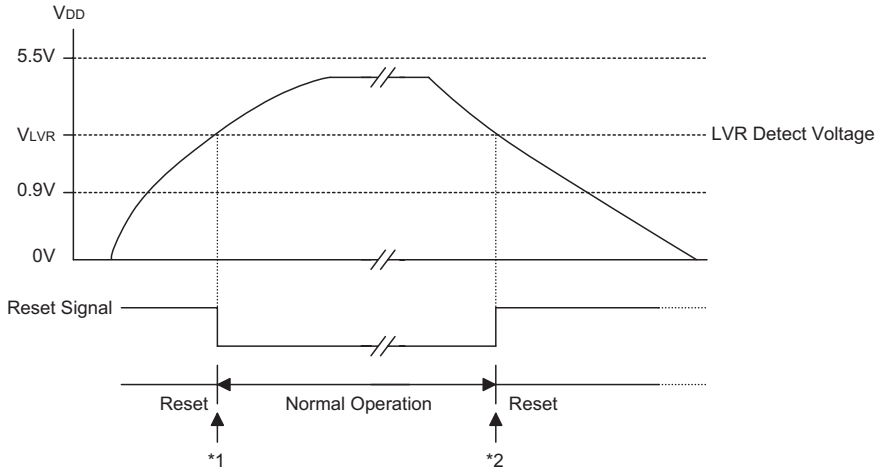 VDD
5.5V
VLVR
LVR Detect Voltage
0.9V
0V
Reset Signal
Reset
Normal Operation
Reset
*1
*2